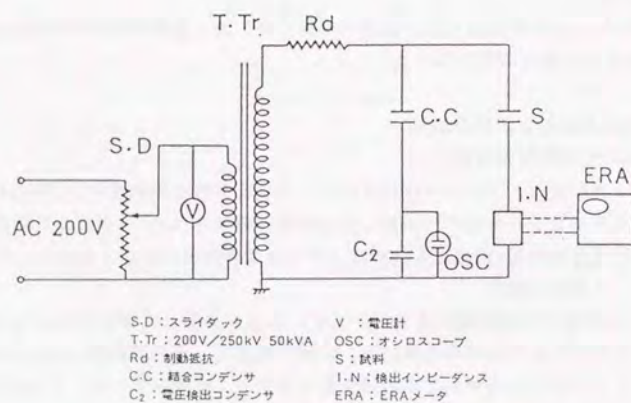 T.Tr.
Rd
C.C
S
S.D
I.N
ERA
V
AC 200V
C₂
OSC
S.D：スライダック
T.Tr：200V/250kV 50kVA
Rd：制動抵抗
C.C：結合コンデンサ
C₂：電圧検出コンデンサ
V：電圧計
OSC：オシロスコープ
S：試料
I.N：検出インピーダンス
ERA：ERAメータ